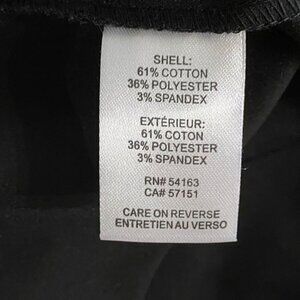 SHELL:
61% COTTON
36% POLYESTER
3% SPANDEX
EXTÉRIEUR:
61% COTON
36% POLYESTER
3% SPANDEX
RN# 54163
CA# 57151
CARE ON REVERSE
ENTRETIEN AU VERSO